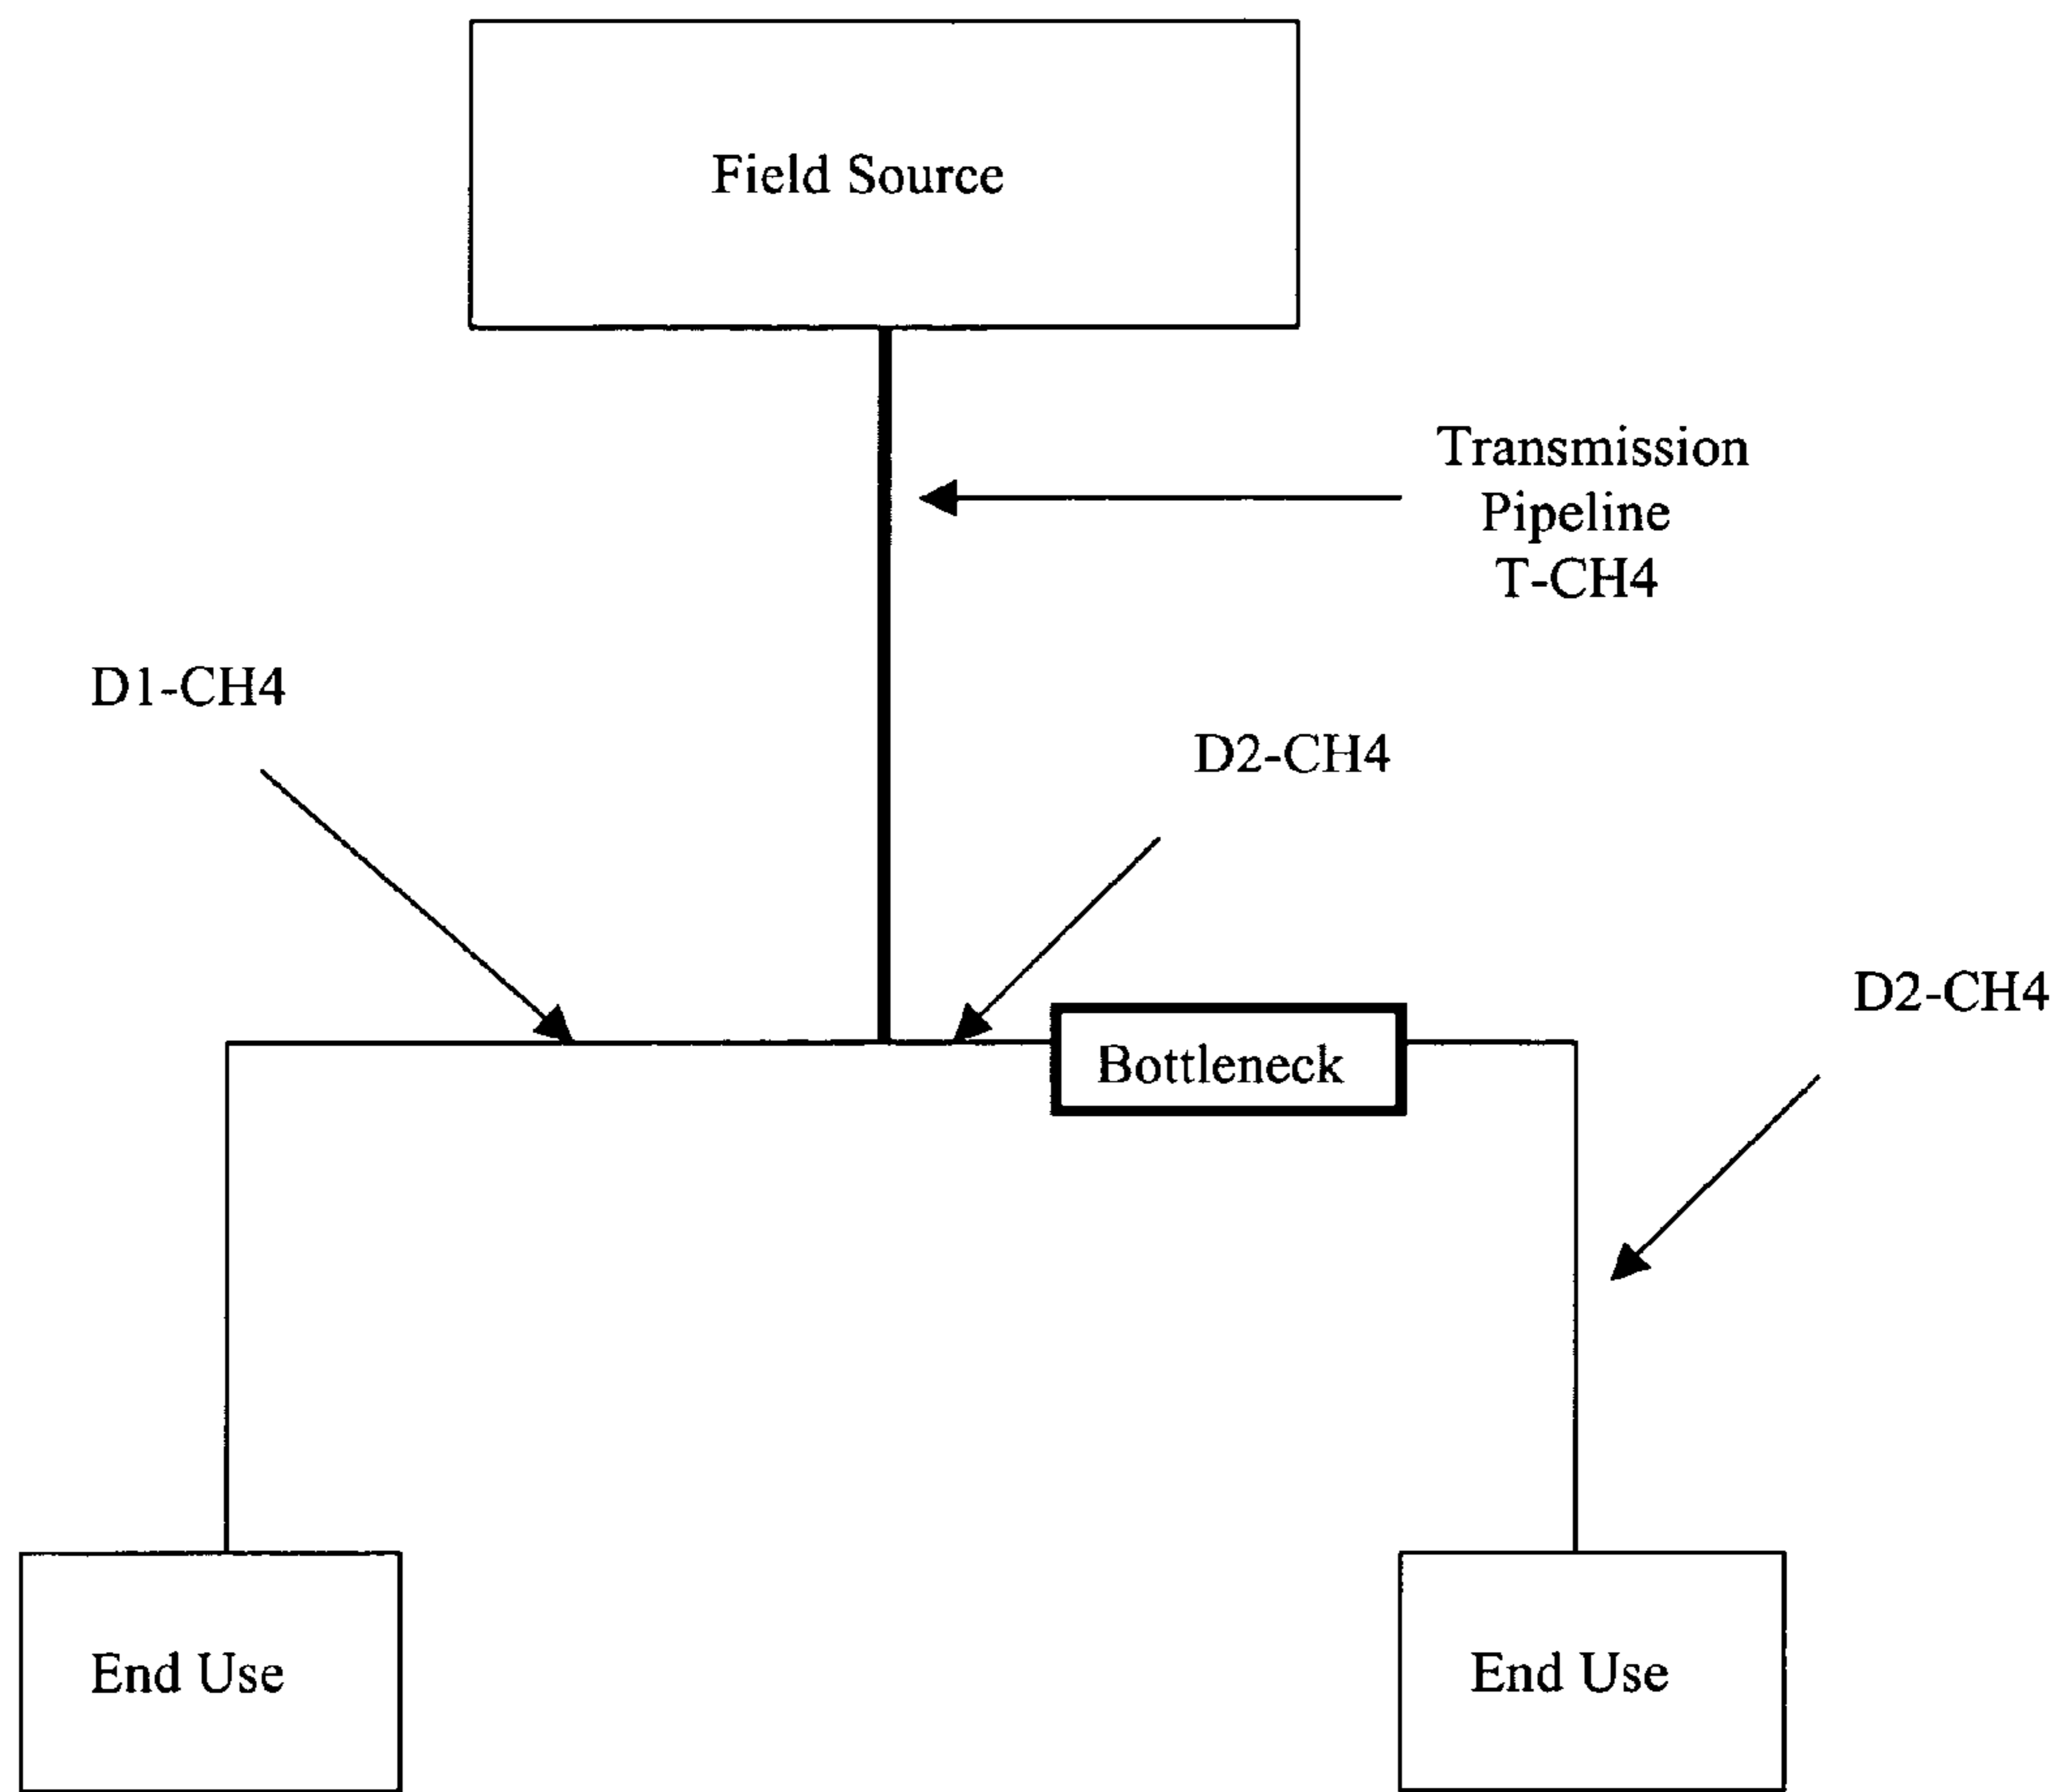 Field Source
Transmission
Pipeline
T-CH4
D1-CH4
D2-CH4
D2-CH4
Bottleneck
End Use
End Use